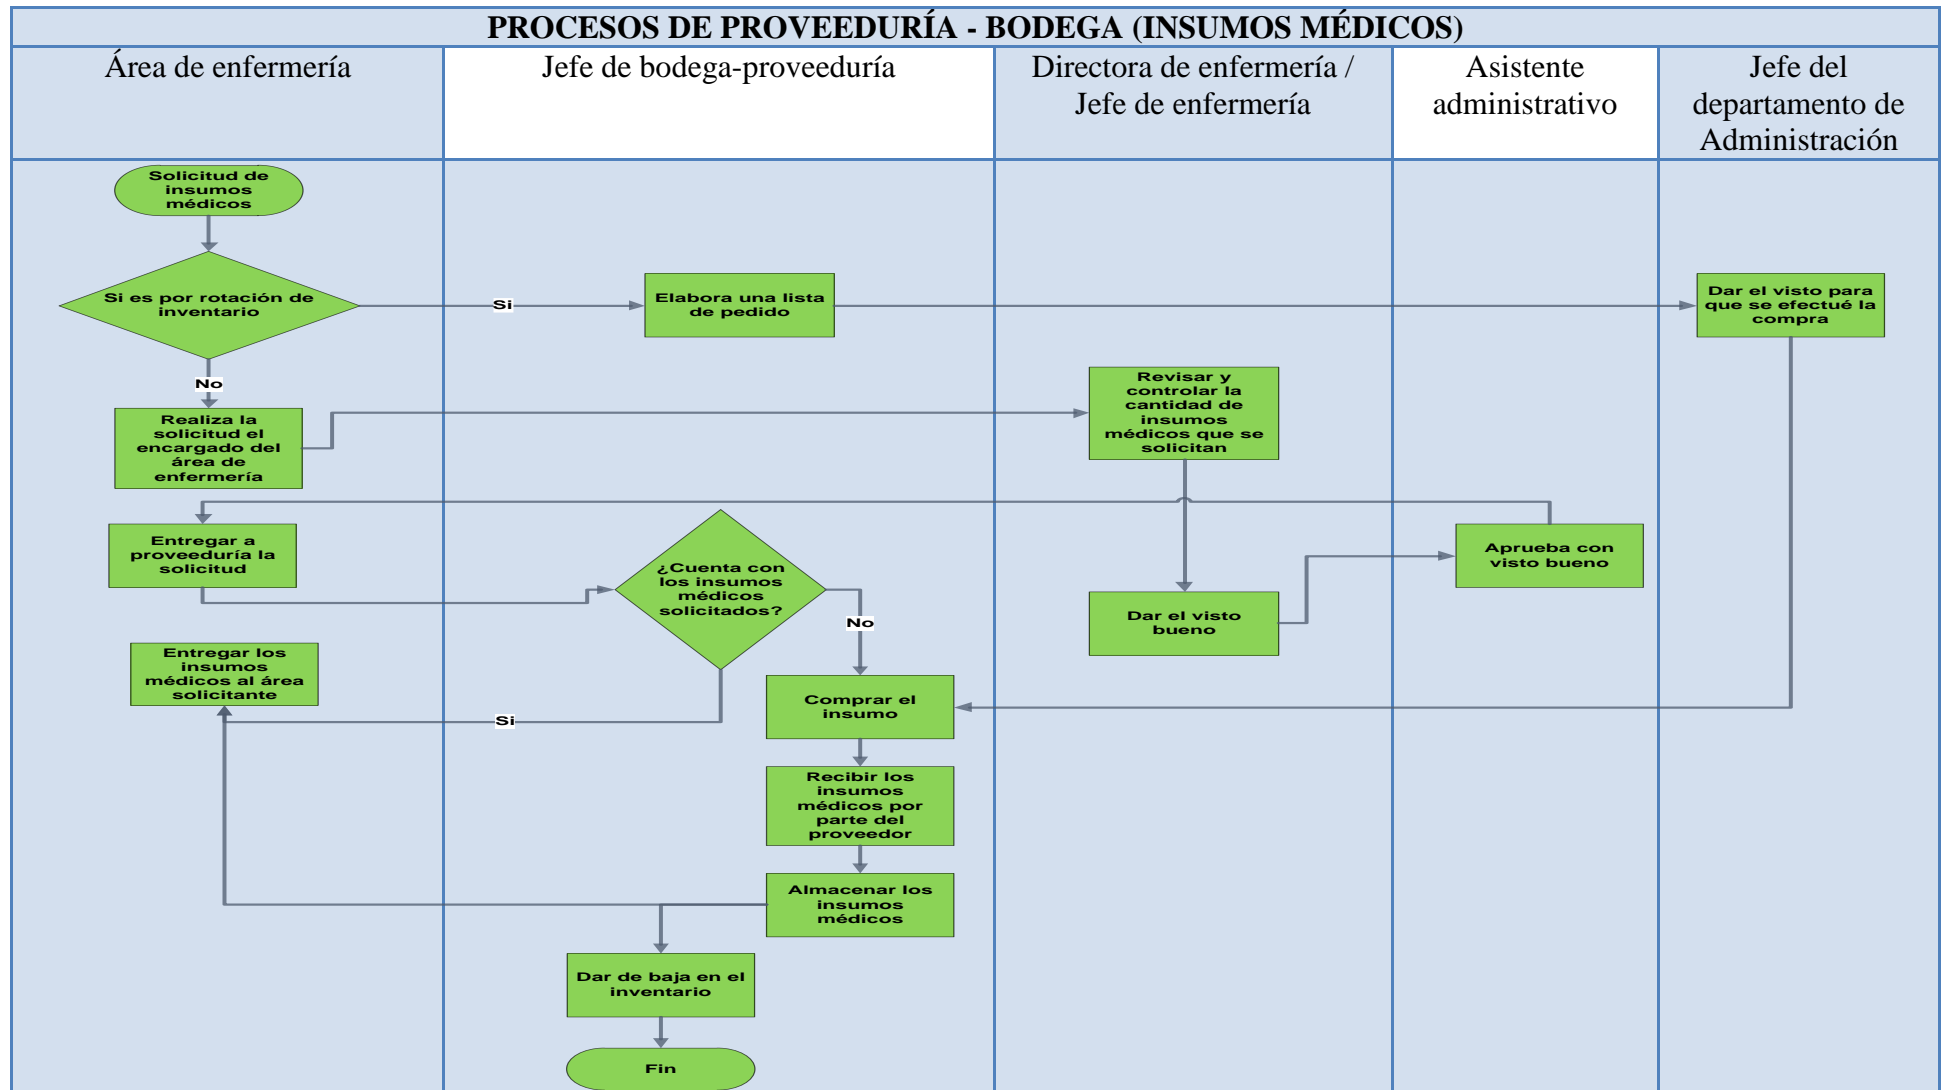 PROCESOS DE PROVEEDURÍA - BODEGA (INSUMOS MÉDICOS)
Área de enfermería
Jefe de bodega-proveeduría
Directora de enfermería /
Jefe de enfermería
Asistente
administrativo
Jefe del
departamento de
Administración
Solicitud de
insumos
médicos
Si es por rotación de
inventario
Si
Elabora una lista
de pedido
Dar el visto para
que se efectué la
compra
No
Realiza la
solicitud el
encargado del
área de
enfermería
Revisar y
controlar la
cantidad de
insumos
médicos que se
solicitan
Entregar a
proveeduría la
solicitud
¿Cuenta con
los insumos
médicos
solicitados?
No
Dar el visto
bueno
Aprueba con
visto bueno
Entregar los
insumos
médicos al área
solicitante
Si
Comprar el
insumo
Recibir los
insumos
médicos por
parte del
proveedor
Almacenar los
insumos
médicos
Dar de baja en el
inventario
Fin